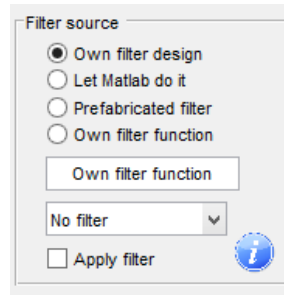 Filter source
Own filter design
Let Matlab do it
Prefabricated filter
Own filter function
Own filter function
No filter
Apply filter
i